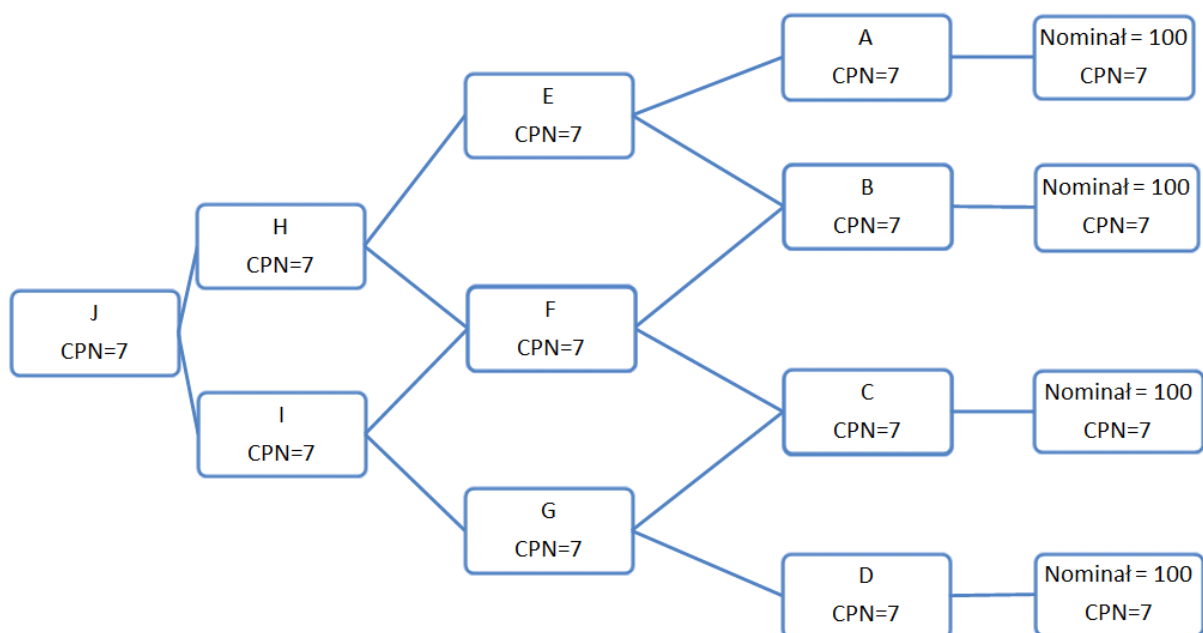 A
CPN=7
Nominał = 100
CPN=7
E
CPN=7
B
CPN=7
Nominał = 100
CPN=7
H
CPN=7
J
CPN=7
F
CPN=7
I
CPN=7
C
CPN=7
Nominał = 100
CPN=7
G
CPN=7
D
CPN=7
Nominał = 100
CPN=7